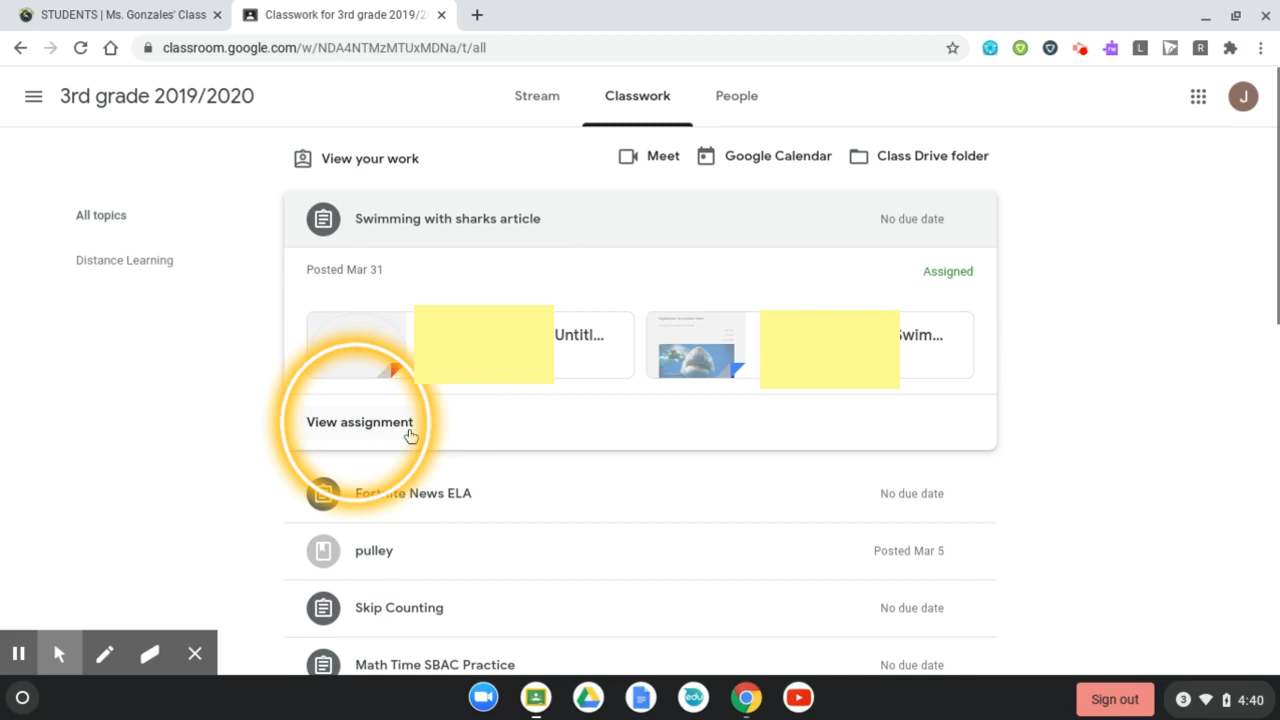 STUDENTS | Ms. Gonzales' Class
Classwork for 3rd grade 2019/2
classroom.google.com/w/NDA4NTMzMTUxMDNa/t/all
3rd grade 2019/2020
Stream
Classwork
People
J
View your work
Meet
Google Calendar
Class Drive folder
All topics
Distance Learning
Swimming with sharks article
No due date
Posted Mar 31
Assigned
Untitl...
Swim...
View assignment
Fortnite News ELA
No due date
pulley
Posted Mar 5
Skip Counting
No due date
Math Time SBAC Practice
No due date
edu
Sign out
3
4:40